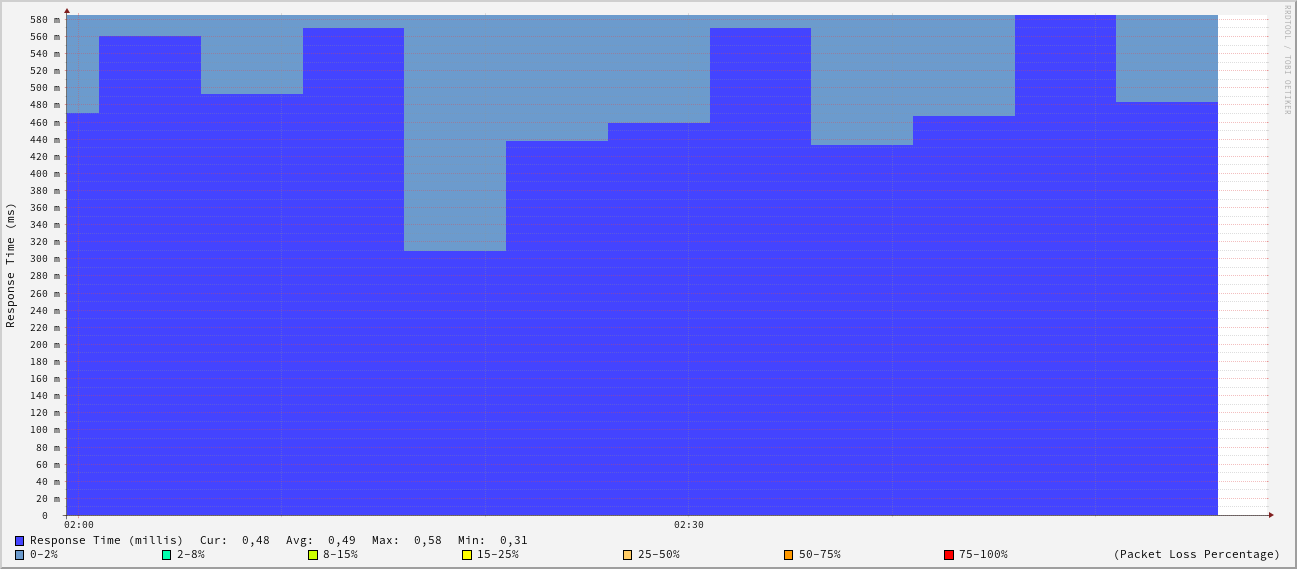 RRDTOOL / TOBI OETIKER
Response Time (ms)
580 m
560 m
540 m
520 m
500 m
480 m
460 m
440 m
420 m
400 m
380 m
360 m
340 m
320 m
300 m
280 m
260 m
240 m
220 m
200 m
180 m
160 m
140 m
120 m
100 m
80 m
60 m
40 m
20 m
0
02:00 02:30
Response Time (millis) Cur: 0,48 Avg: 0,49 Max: 0,58 Min: 0,31
0-2% 2-8% 8-15% 15-25% 25-50% 50-75% 75-100% (Packet Loss Percentage)